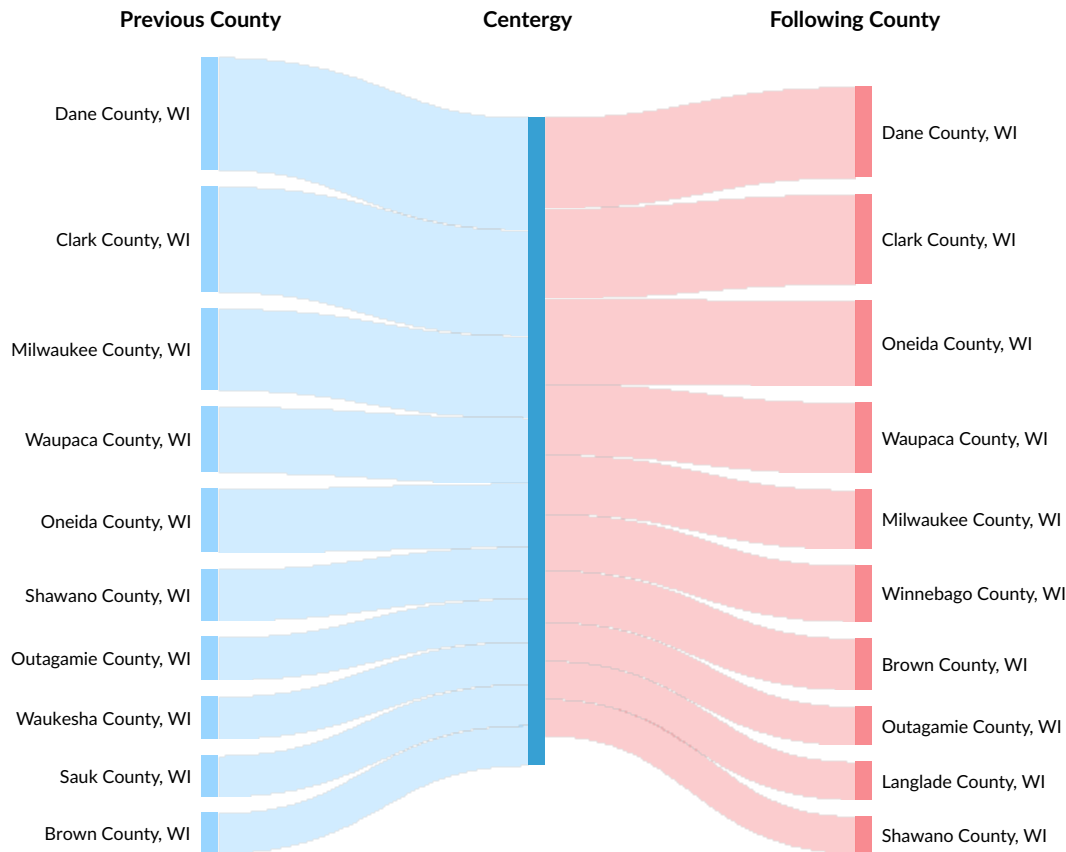 Previous County
Centergy
Following County
Dane County, WI
Clark County, WI
Milwaukee County, WI
Waupaca County, WI
Oneida County, WI
Shawano County, WI
Outagamie County, WI
Waukesha County, WI
Sauk County, WI
Brown County, WI
Dane County, WI
Clark County, WI
Oneida County, WI
Waupaca County, WI
Milwaukee County, WI
Winnebago County, WI
Brown County, WI
Outagamie County, WI
Langlade County, WI
Shawano County, WI